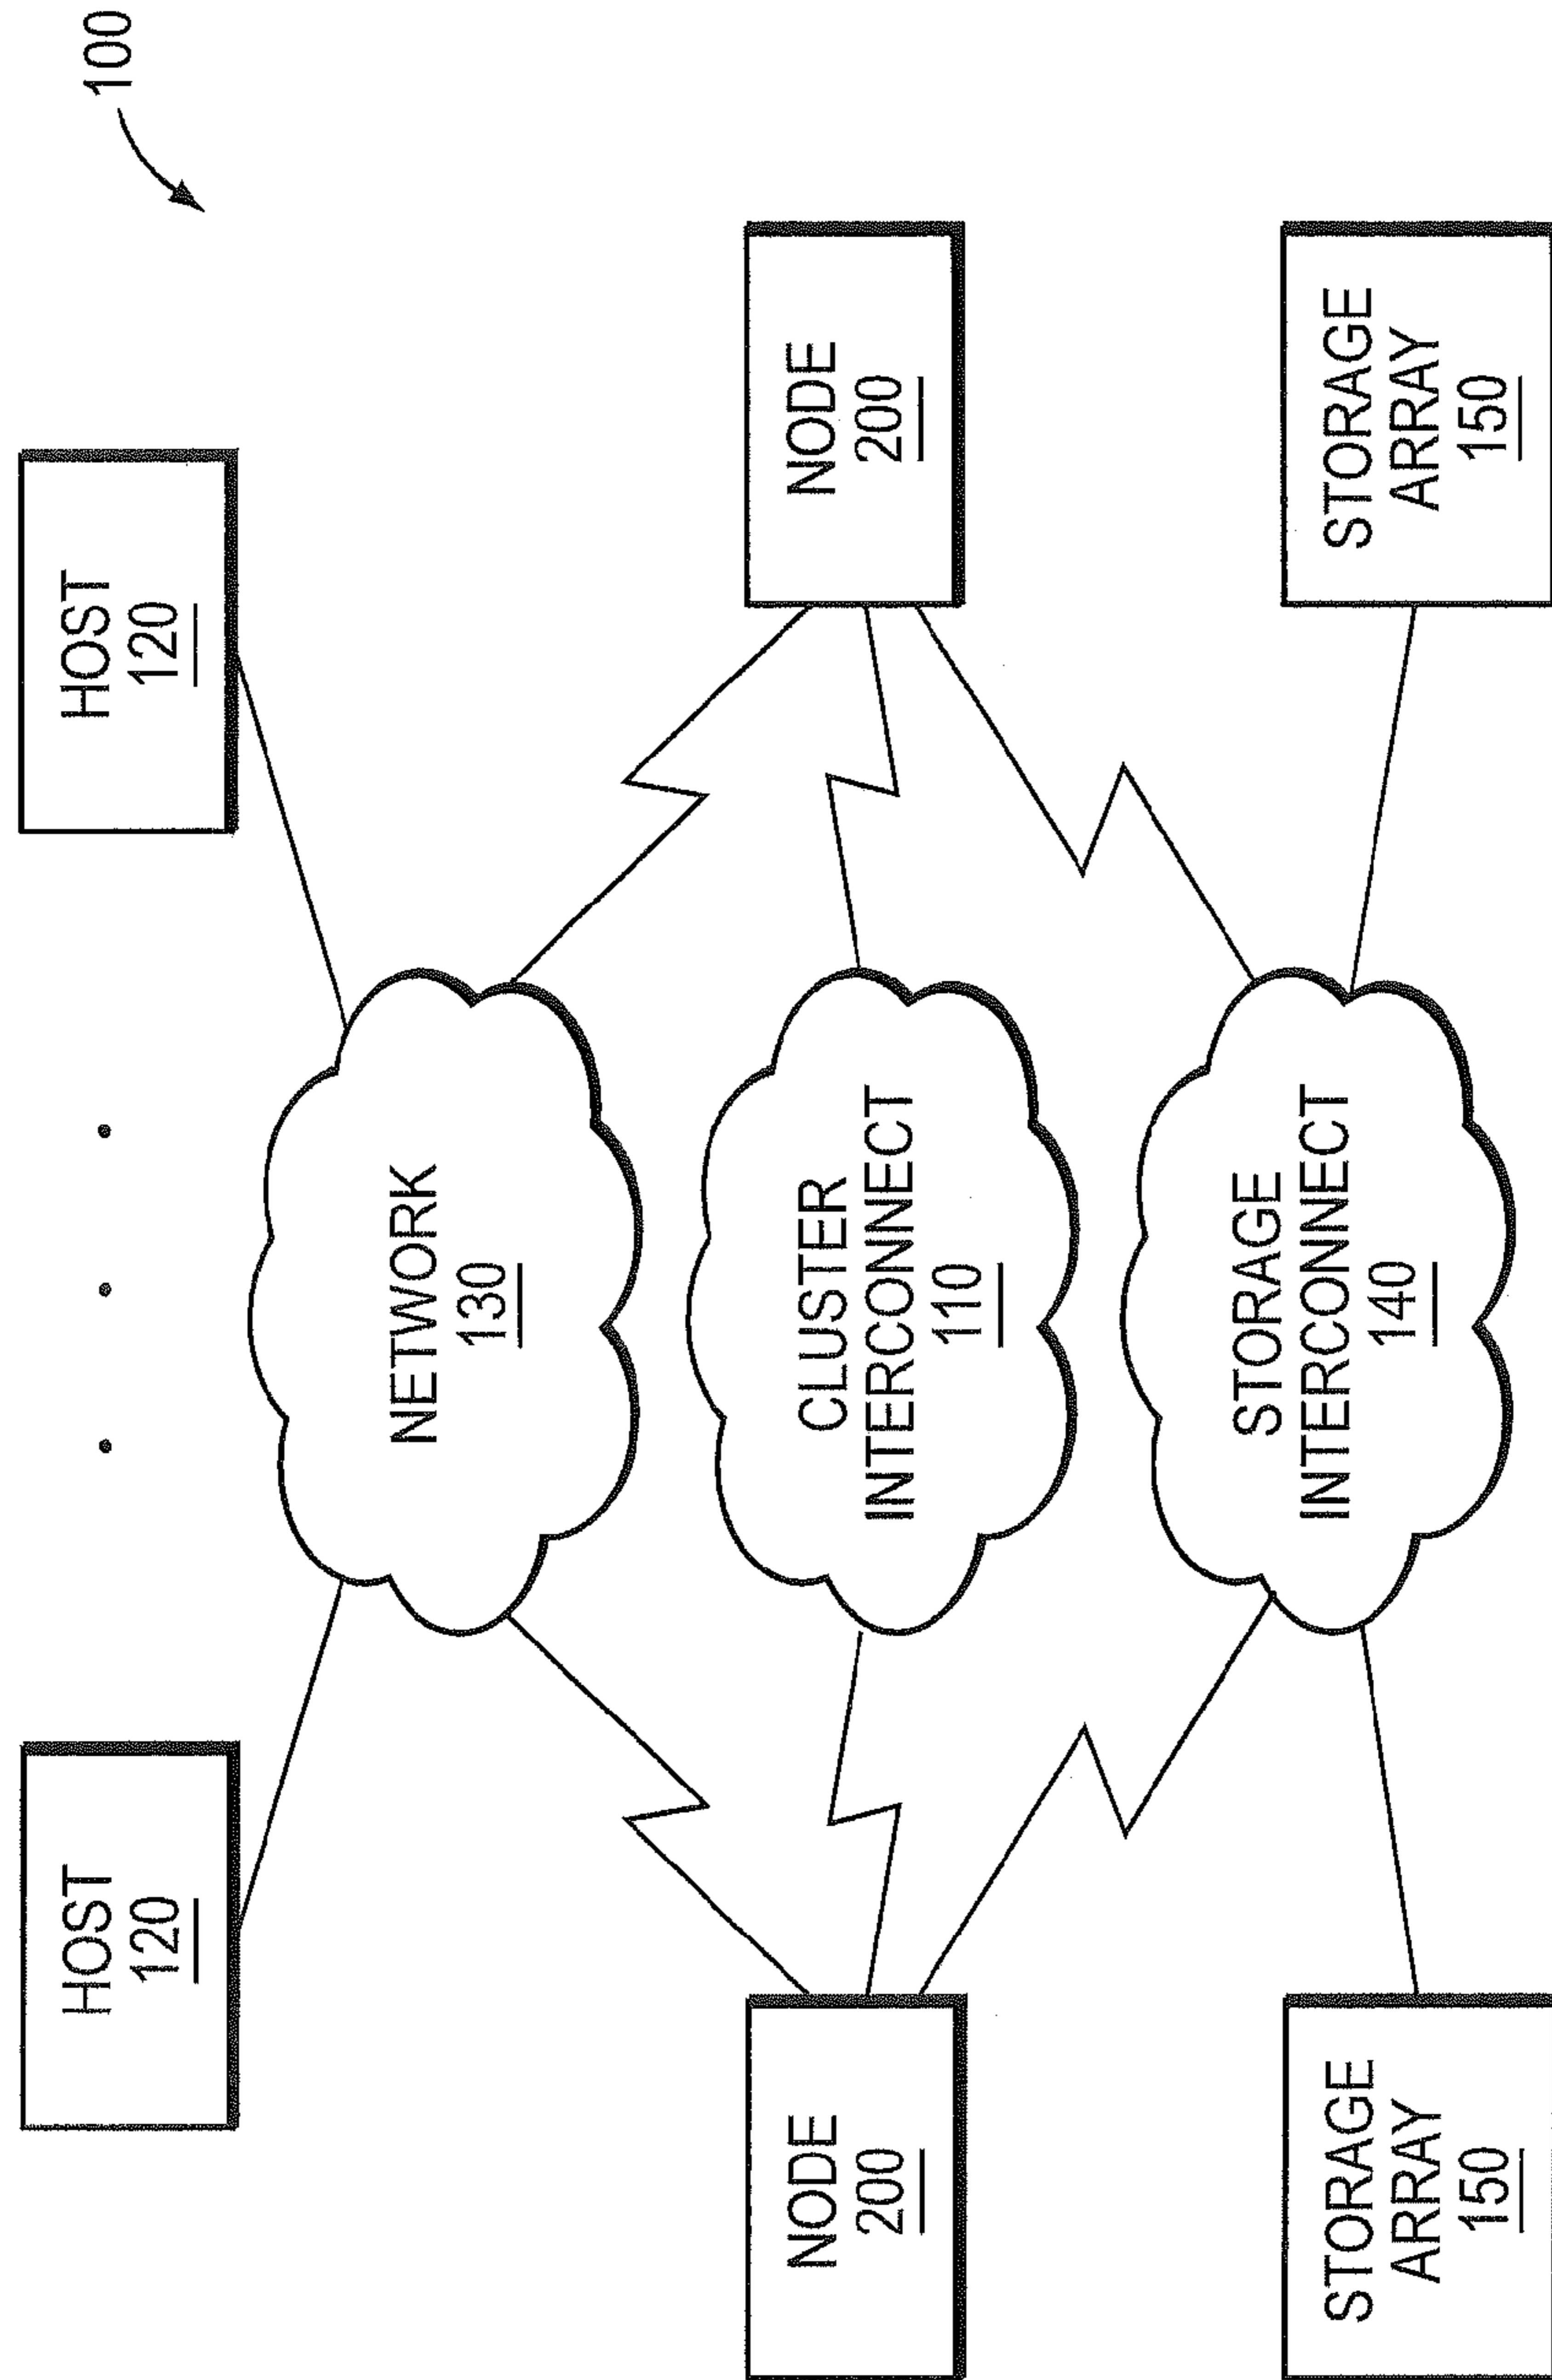 100
HOST
120
HOST
120
. . .
NETWORK
130
NODE
200
CLUSTER
INTERCONNECT
110
NODE
200
STORAGE
INTERCONNECT
140
STORAGE
ARRAY
150
STORAGE
ARRAY
150